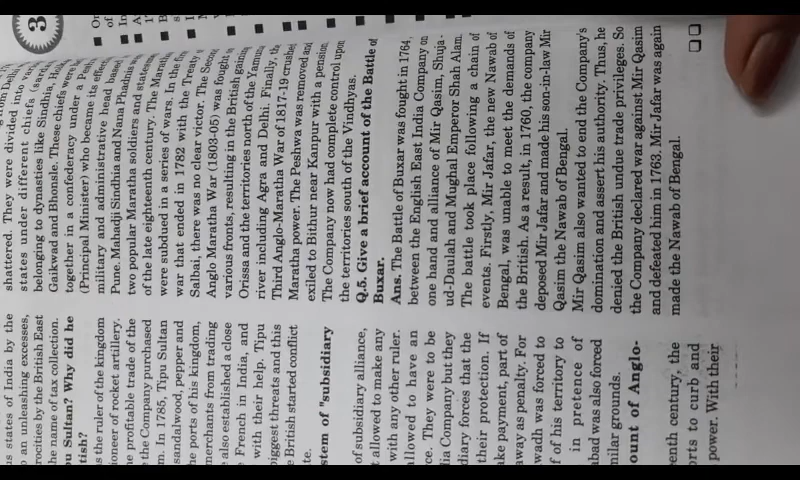 us states of India by the
an unleashing excesses,
rocities by the British East
he name of tax collection.
u Sultan? Why did he
tish?
s the ruler of the kingdom
ioneer of rocket artillery.
e profitable trade of the
the Company purchased
m. In 1785, Tipu Sultan
sandalwood, pepper and
he ports of his kingdom,
merchants from trading
also established a close
French in India, and
with their help, Tipu
iggest threats and this
e British started conflict
te.
stem of "subsidiary
of subsidiary alliance,
t allowed to make any
with any other ruler.
llowed to have an
ce. They were to be
lia Company but they
diary forces that the
their protection. If
ke payment, part of
away as penalty. For
wadh was forced to
f of his territory to
in pretence of
abad was also forced
milar grounds.
ount of Anglo-
enth century, the
orts to curb and
power. With their
shattered. They were divided into
states under different chiefs
belonging to dynasties like Sindhia,
Gaikwad and Bhonsle. These chiefs were
together in a confederacy under a
(Principal Minister) who became its
military and administrative head based
Pune. Mahadji Sindhia and Nana Phadnis
two popular Maratha soldiers and
of the late eighteenth century. The
were subdued in a series of wars. In the
war that ended in 1782 with the Treaty
Salbai, there was no clear victor. The
Anglo Maratha War (1803-05) was fought
various fronts, resulting in the British
Orissa and the territories north of the Yamuna
river including Agra and Delhi. Finally,
Third Anglo-Maratha War of 1817-19 crushed
Maratha power. The Peshwa was removed and
exiled to Bithur near Kanpur with a pension.
The Company now had complete control upon
the territories south of the Vindhyas.
Q.5. Give a brief account of the Battle of
Buxar.
Ans. The Battle of Buxar was fought in 1764,
between the English East India Company on
one hand and alliance of Mir Qasim, Shuja-
ud-Daulah and Mughal Emperor Shah Alam.
The battle took place following a chain of
events. Firstly, Mir Jafar, the new Nawab of
Bengal, was unable to meet the demands of
the British. As a result, in 1760, the company
deposed Mir Jafar and made his son-in-law Mir
Qasim the Nawab of Bengal.
Mir Qasim also wanted to end the Company's
domination and assert his authority. Thus, he
denied the British undue trade privileges. So
the Company declared war against Mir Qasim
and defeated him in 1763. Mir Jafar was again
made the Nawab of Bengal.
3